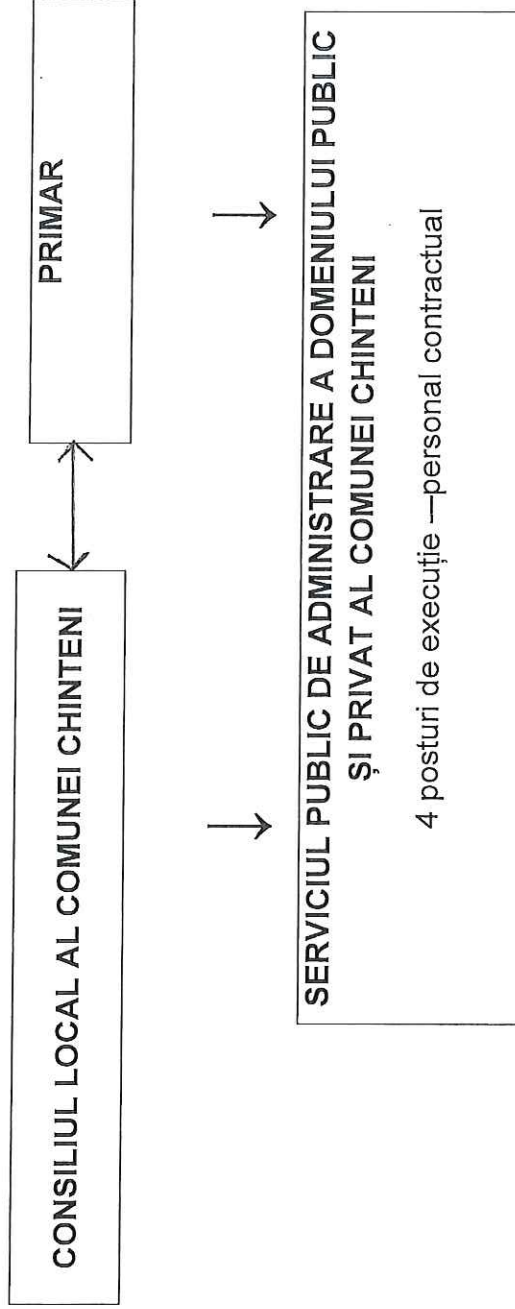 CONSILIUL LOCAL AL COMUNEI CHINTENI
PRIMAR
SERVICIUL PUBLIC DE ADMINISTRARE A DOMENIULUI PUBLIC
ȘI PRIVAT AL COMUNEI CHINTENI
4 posturi de execuție —personal contractual